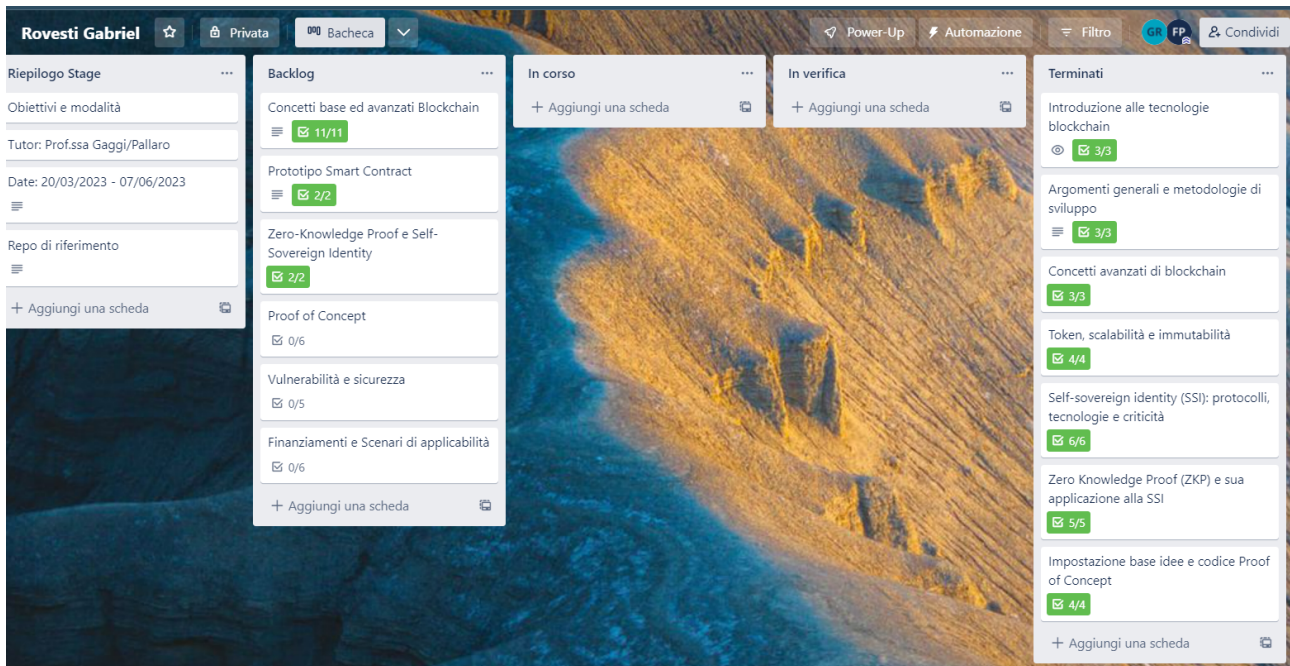 Rovesti Gabriel
Privata
Bacheca
Power-Up
Automazione
Filtro
GR
FP
Condividi
Riepilogo Stage
Obiettivi e modalità
Tutor: Prof.ssa Gaggi/Pallaro
Date: 20/03/2023 - 07/06/2023
Repo di riferimento
+ Aggiungi una scheda
Backlog
Concetti base ed avanzati Blockchain
11/11
Prototipo Smart Contract
2/2
Zero-Knowledge Proof e Self-
Sovereign Identity
2/2
Proof of Concept
0/6
Vulnerabilità e sicurezza
0/5
Finanziamenti e Scenari di applicabilità
0/6
+ Aggiungi una scheda
In corso
+ Aggiungi una scheda
In verifica
+ Aggiungi una scheda
Terminati
Introduzione alle tecnologie
blockchain
3/3
Argomenti generali e metodologie di
sviluppo
3/3
Concetti avanzati di blockchain
3/3
Token, scalabilità e immutabilità
4/4
Self-sovereign identity (SSI): protocolli,
tecnologie e criticità
6/6
Zero Knowledge Proof (ZKP) e sua
applicazione alla SSI
5/5
Impostazione base idee e codice Proof
of Concept
4/4
+ Aggiungi una scheda